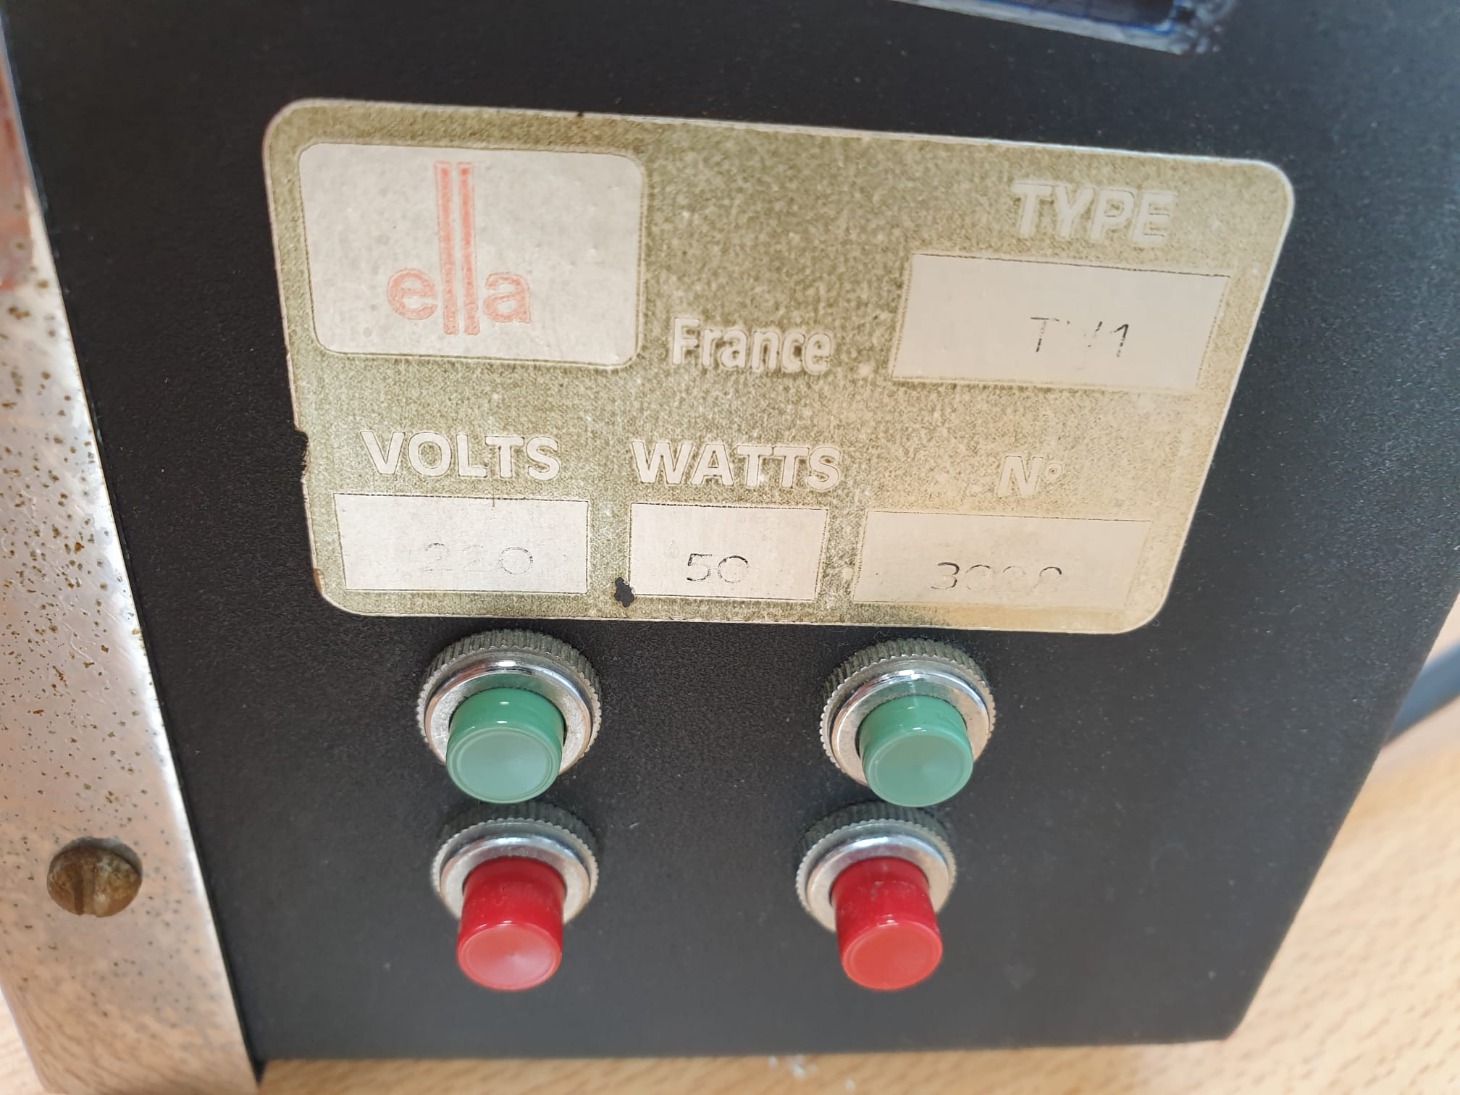 ella
France
TYPE
VOLTS
WATTS
N°
220
50